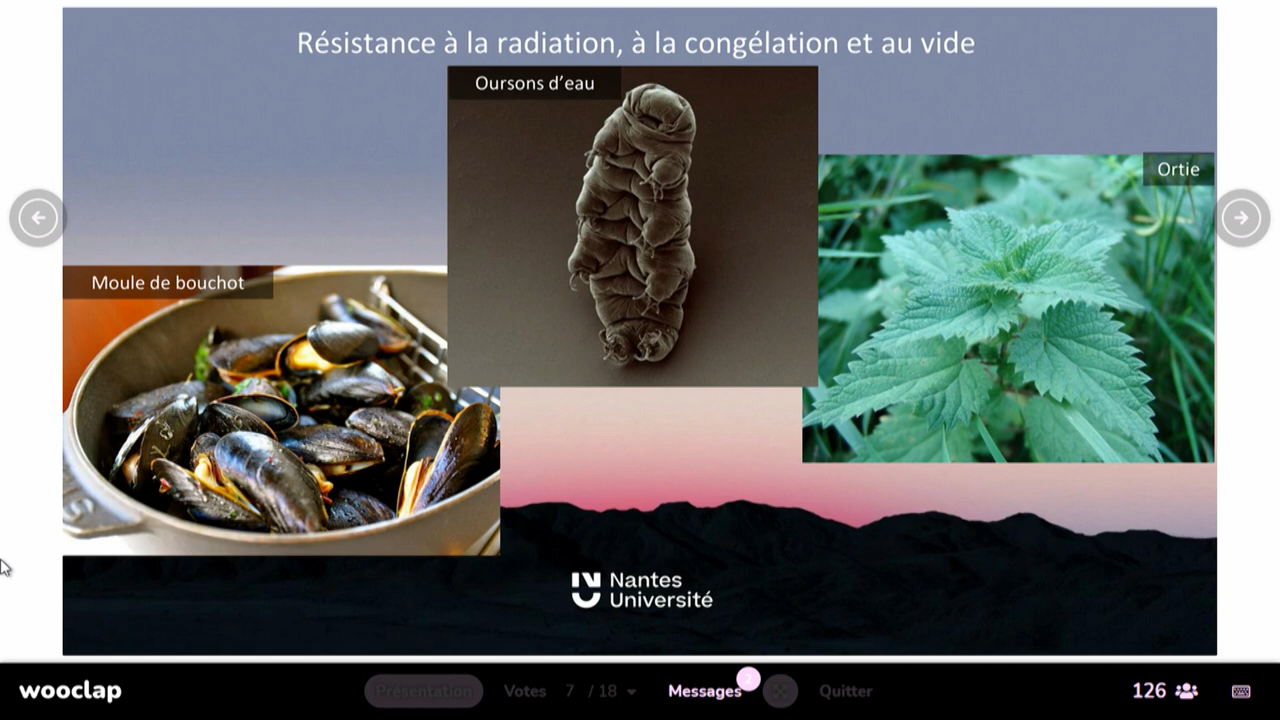 Résistance à la radiation, à la congélation et au vide
Oursons d’eau
Ortie
Moule de bouchot
Nantes
Université
wooclap
Présentation
Votes
7 / 18
Messages
2
Quitter
126